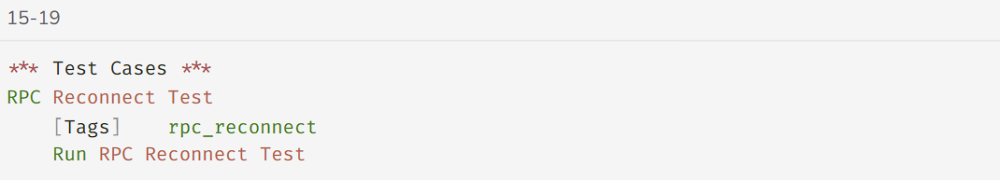 15-19
*** Test Cases ***
RPC Reconnect Test
    [Tags]    rpc_reconnect
    Run RPC Reconnect Test